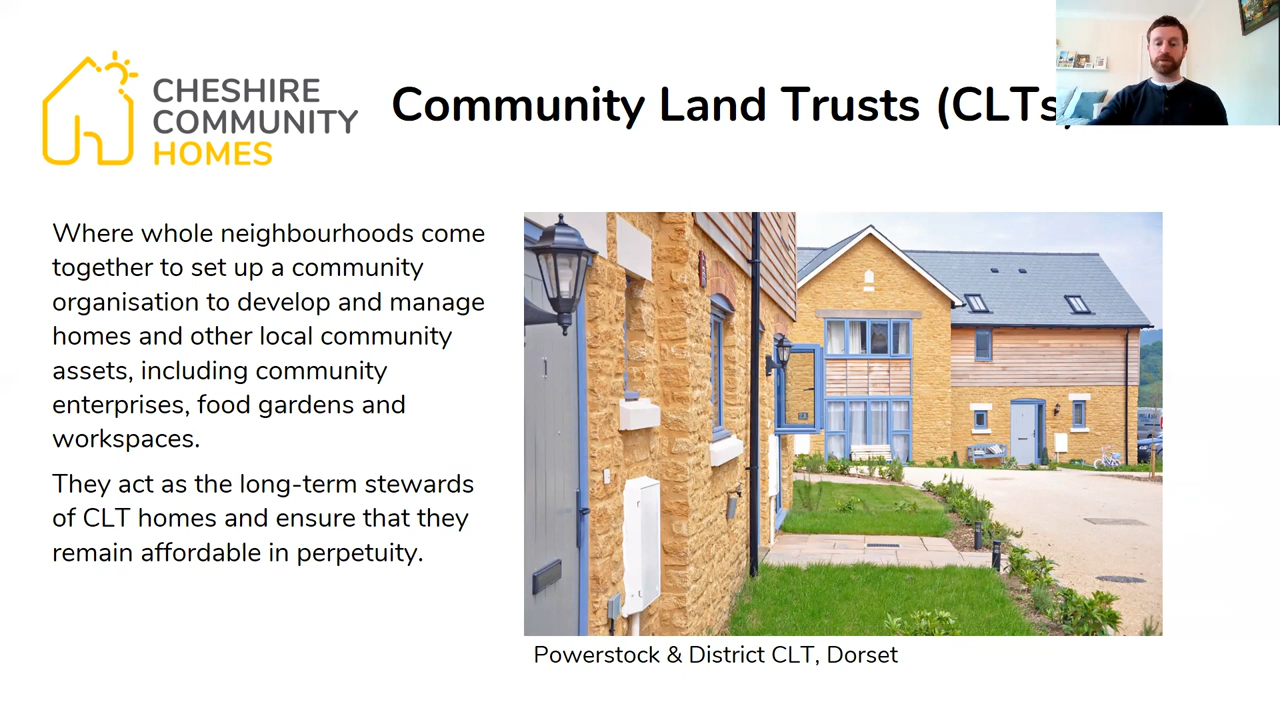 CHESHIRE
COMMUNITY
HOMES
Community Land Trusts (CLTs)
Where whole neighbourhoods come
together to set up a community
organisation to develop and manage
homes and other local community
assets, including community
enterprises, food gardens and
workspaces.
They act as the long-term stewards
of CLT homes and ensure that they
remain affordable in perpetuity.
1
Powerstock & District CLT, Dorset